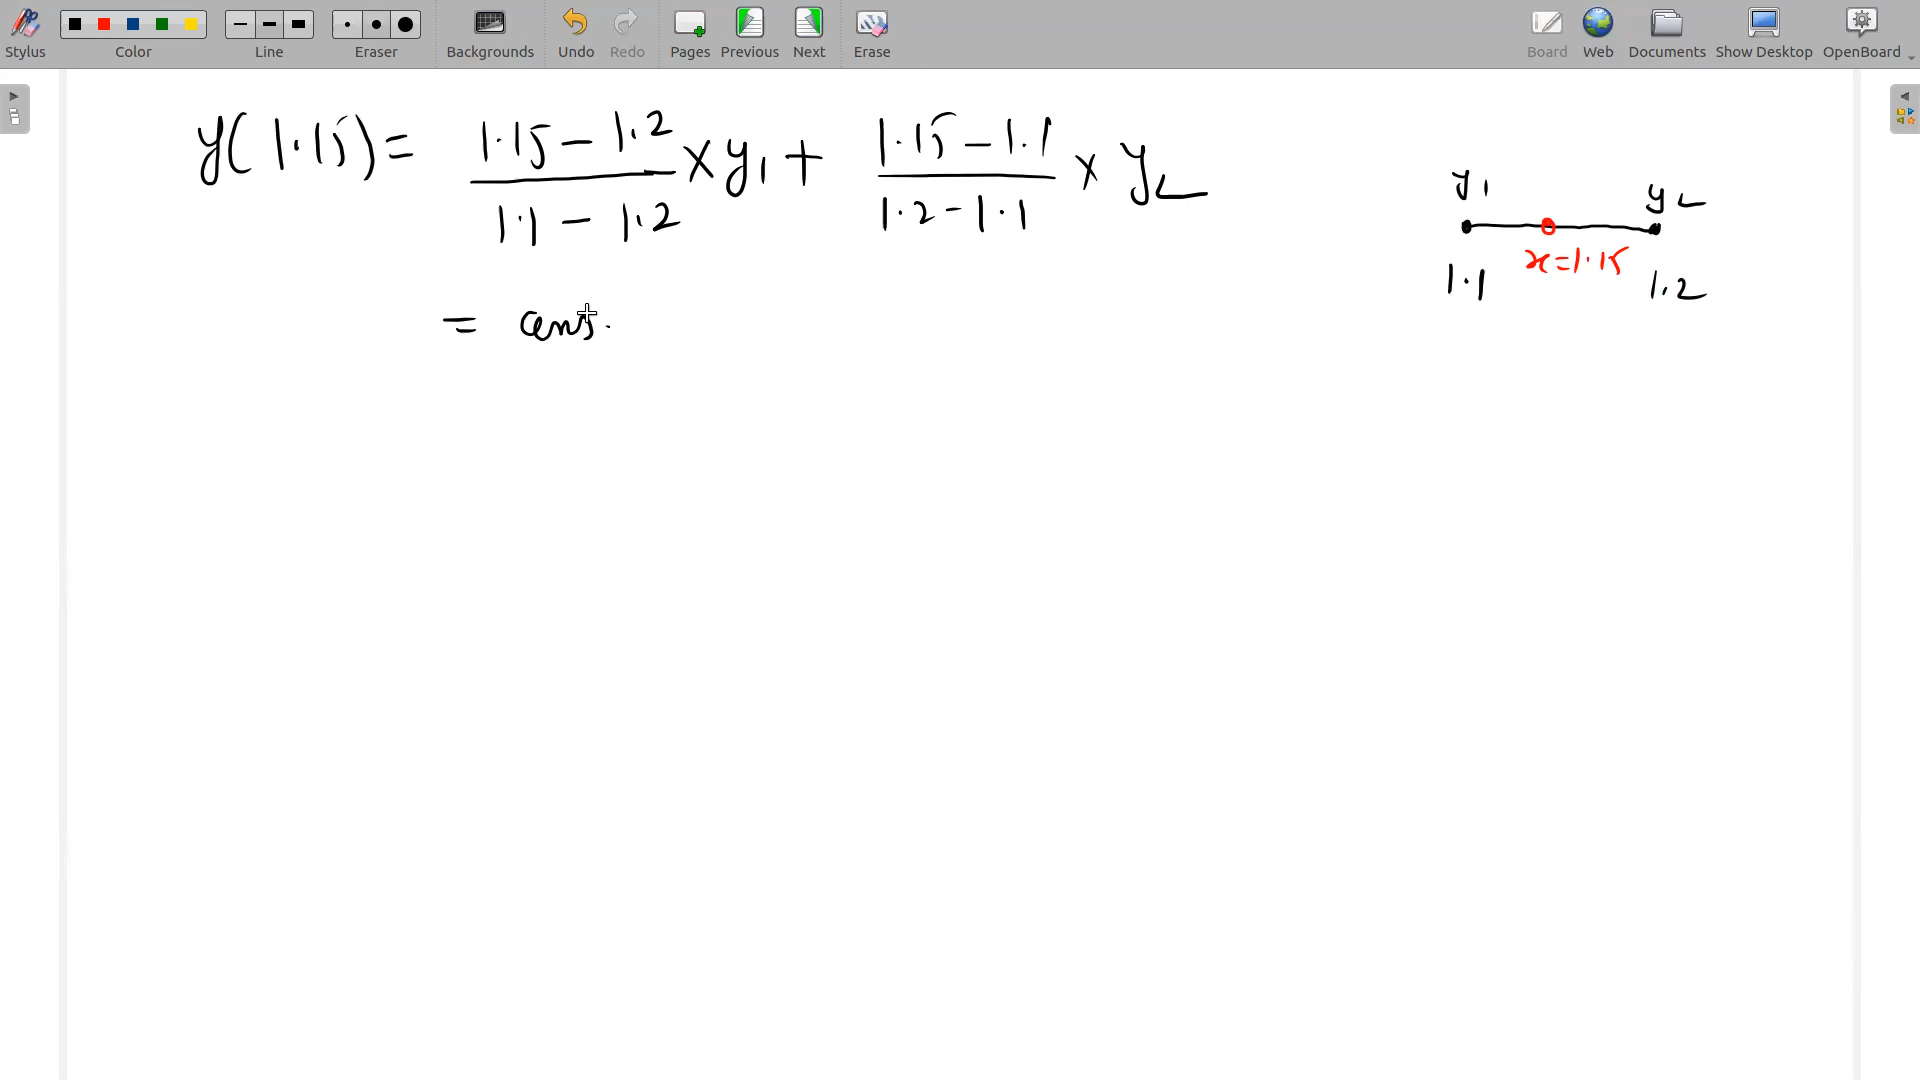 Stylus Color Line Eraser Backgrounds Undo Redo Pages Previous Next Erase Board Web Documents Show Desktop OpenBoard
y(1.15) = (1.15 - 1.2)/(1.1 - 1.2) × y₁ + (1.15 - 1.1)/(1.2 - 1.1) × y₂
= ans.
y₁ y₂
x=1.15
1.1 1.2